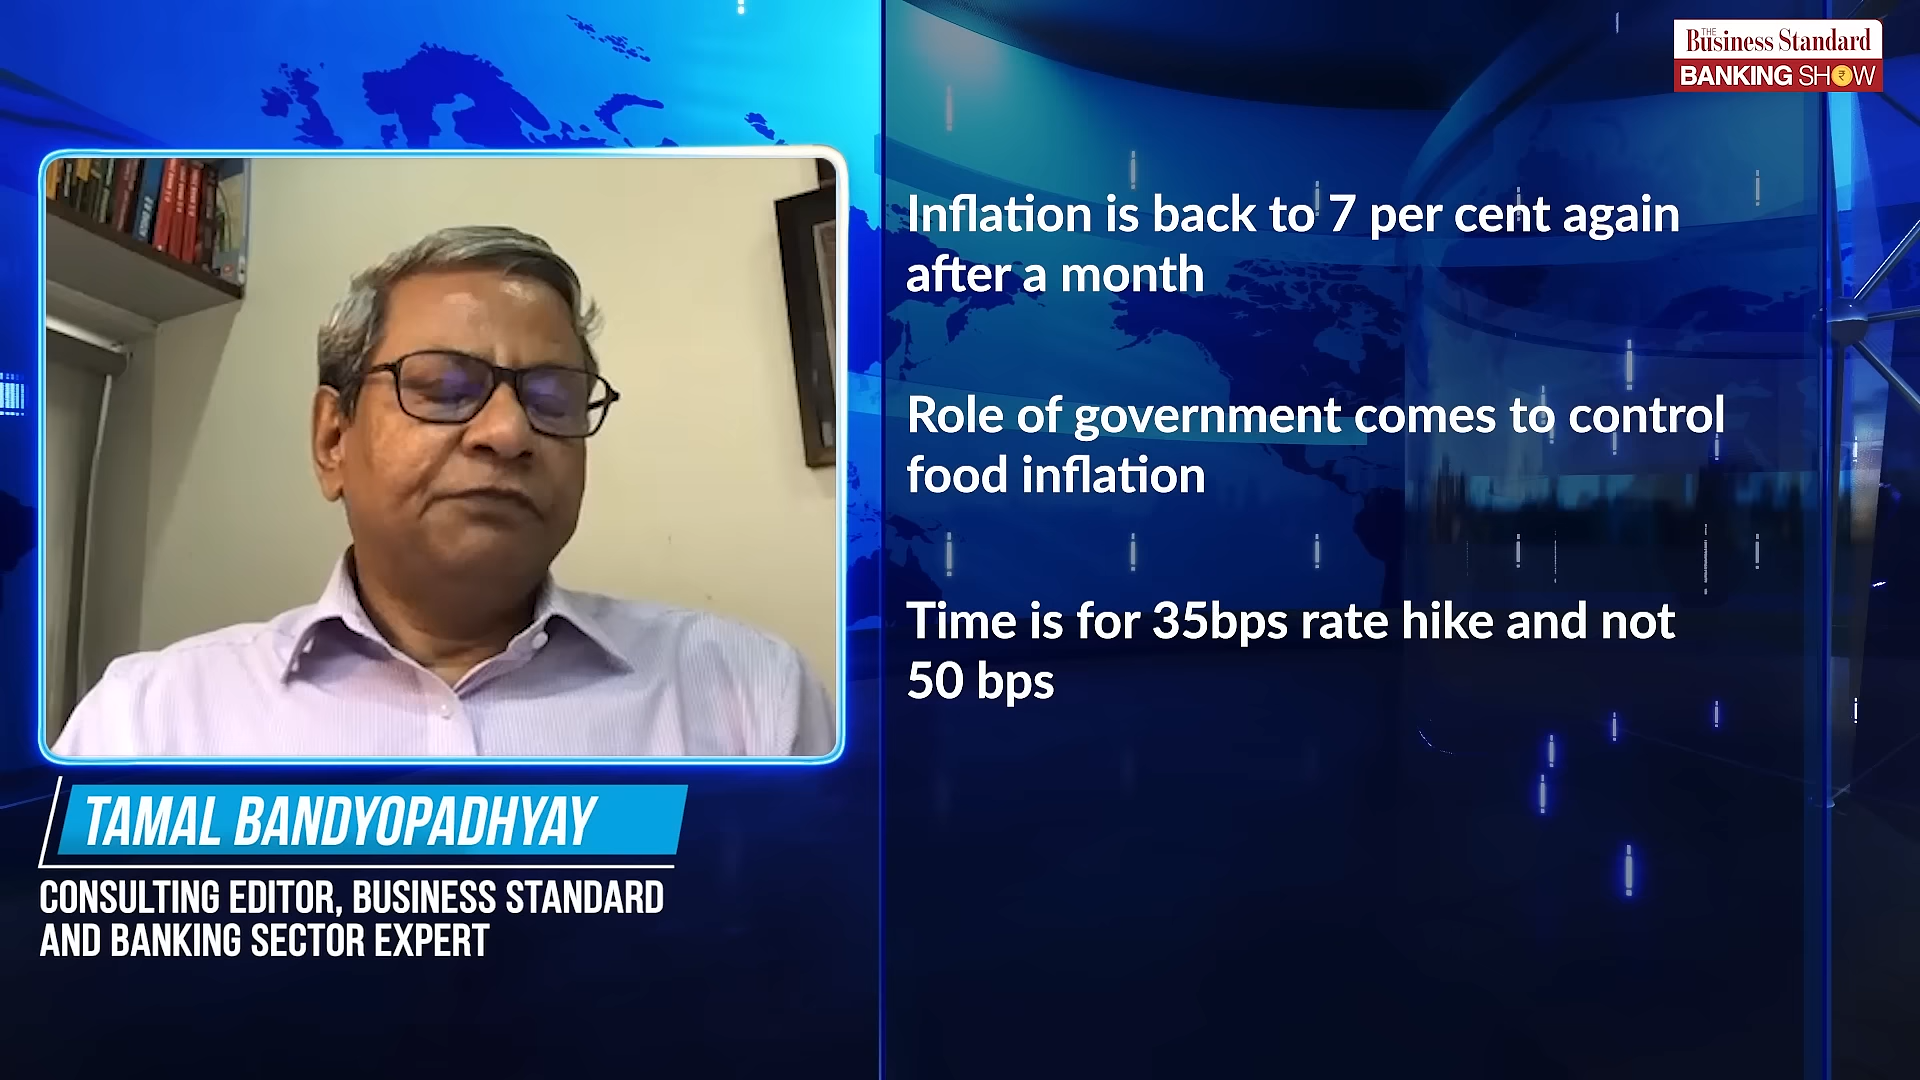 THE
Business Standard
BANKING SH₹W
Inflation is back to 7 per cent again
after a month
Role of government comes to control
food inflation
Time is for 35bps rate hike and not
50 bps
TAMAL BANDYOPADHYAY
CONSULTING EDITOR, BUSINESS STANDARD
AND BANKING SECTOR EXPERT